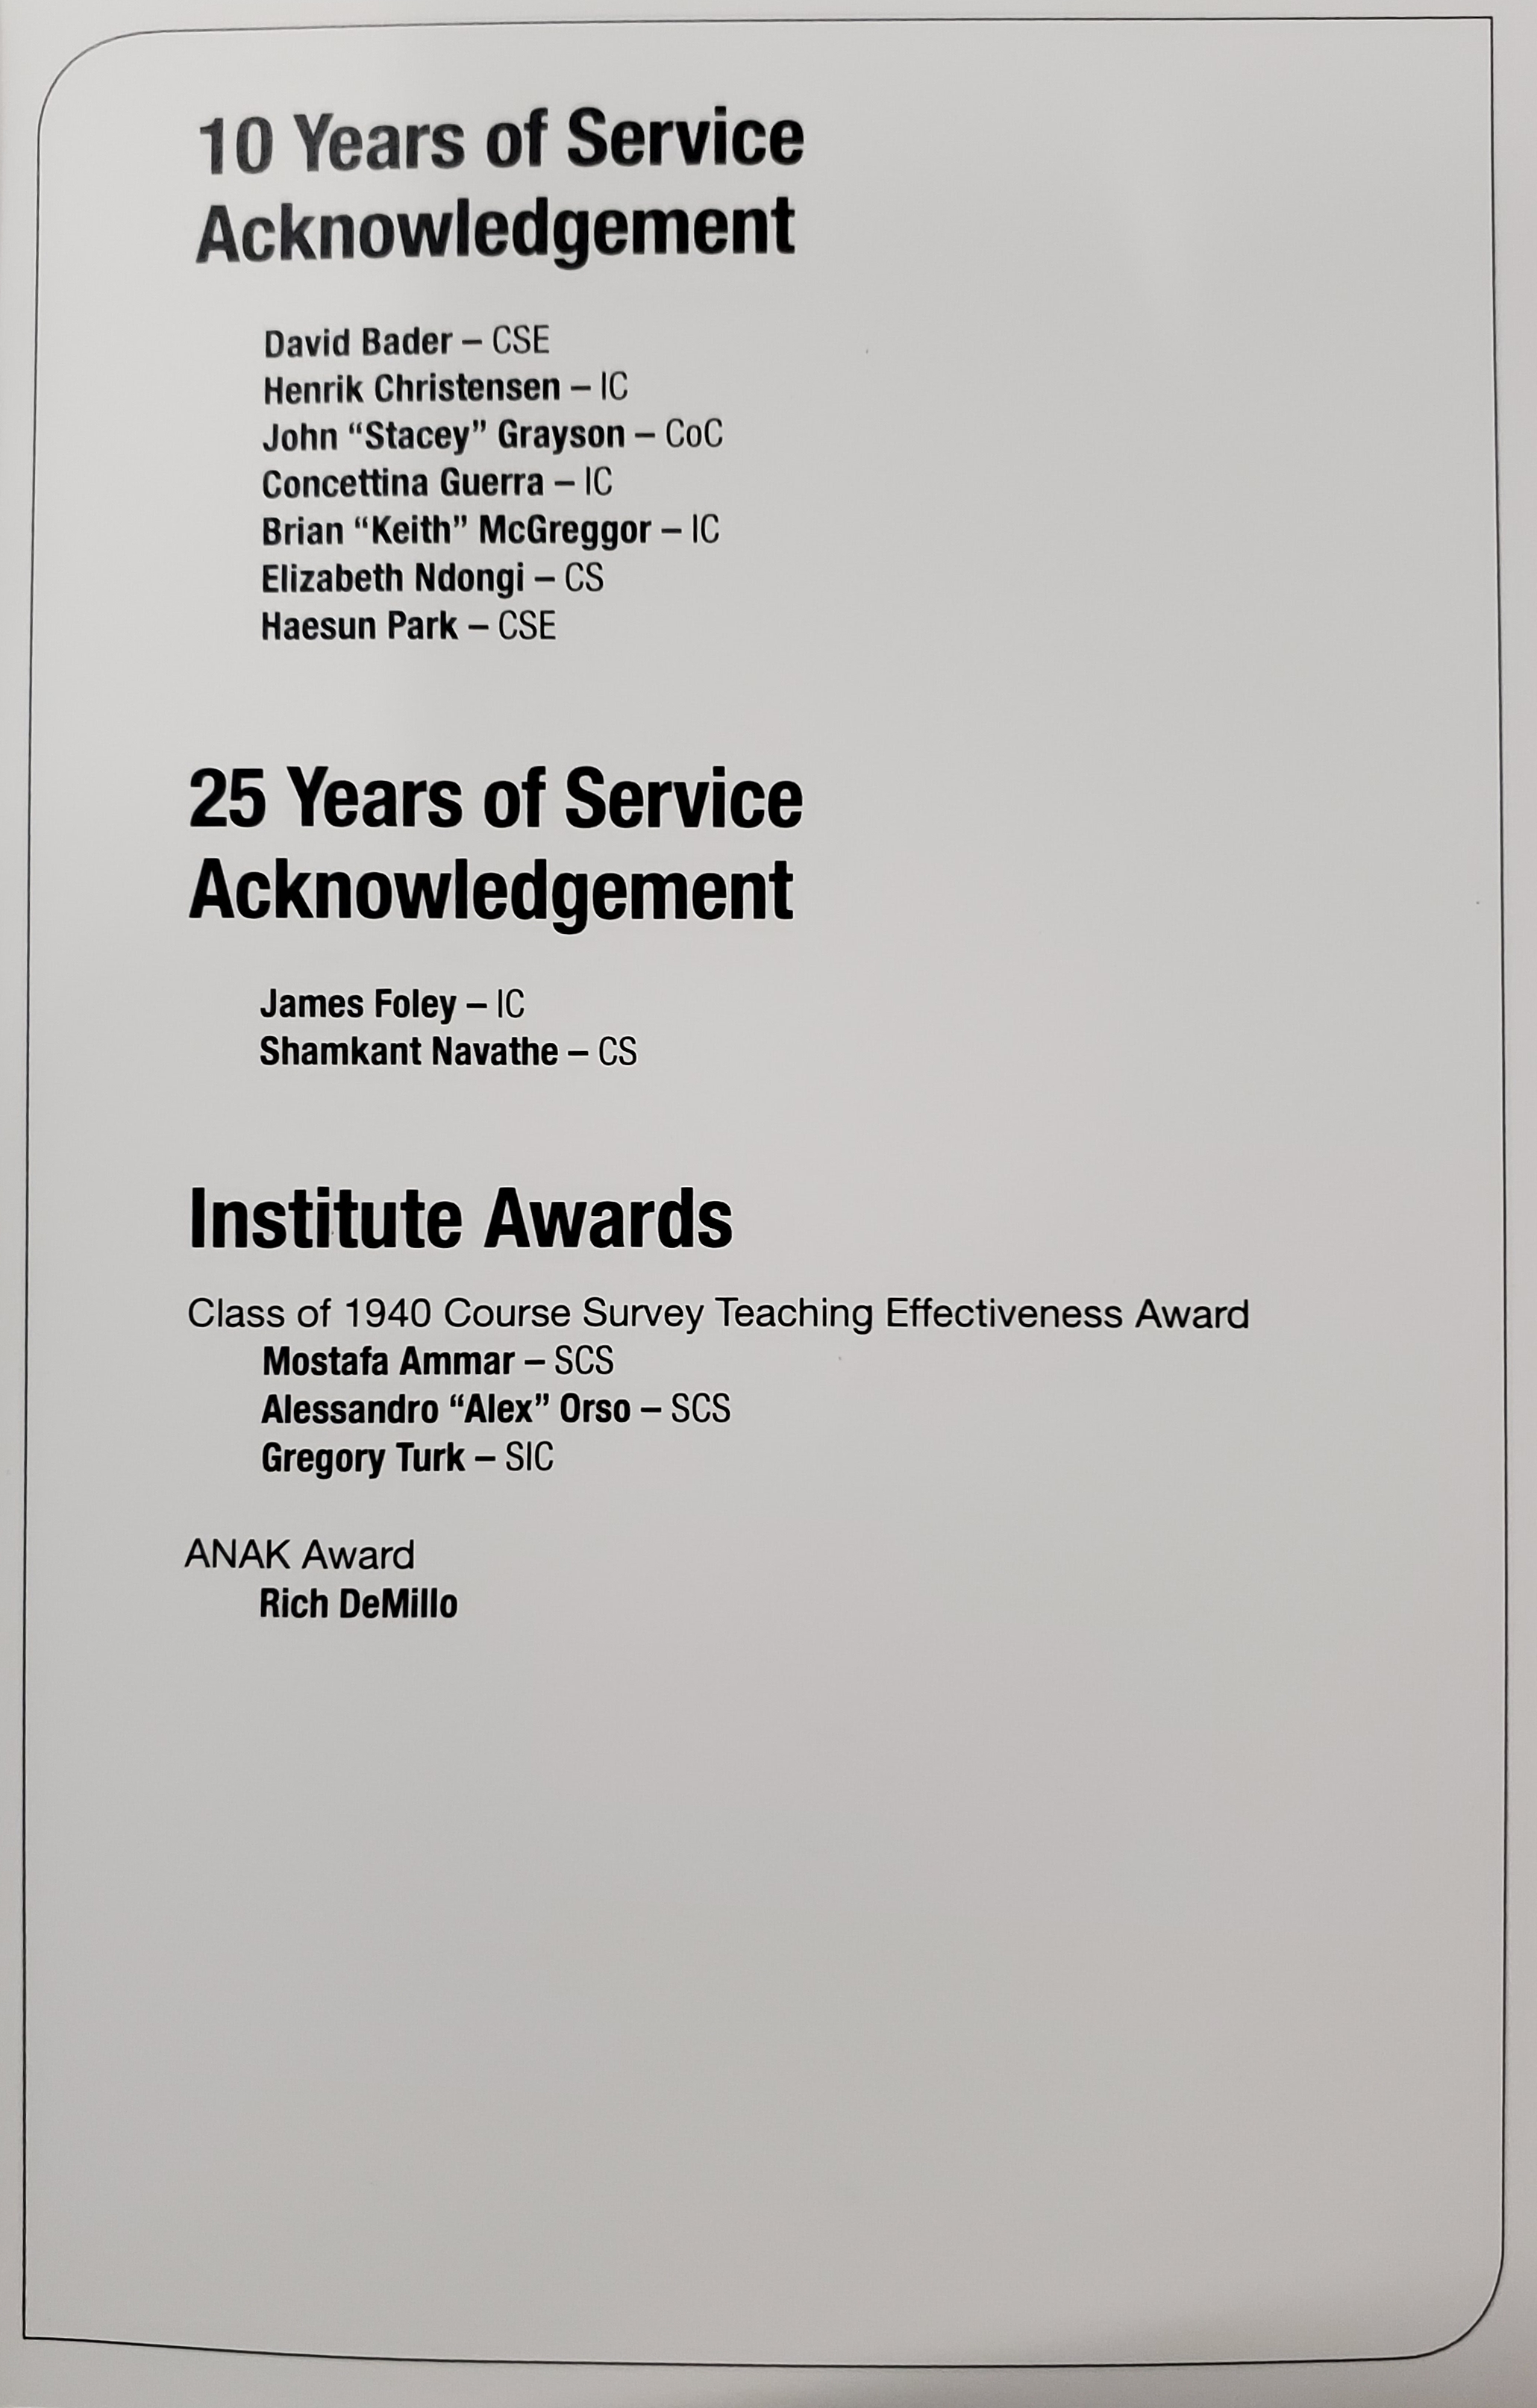 10 Years of Service
Acknowledgement
David Bader – CSE
Henrik Christensen – IC
John “Stacey” Grayson – CoC
Concettina Guerra – IC
Brian “Keith” McGreggor – IC
Elizabeth Ndongi – CS
Haesun Park – CSE
25 Years of Service
Acknowledgement
James Foley – IC
Shamkant Navathe – CS
Institute Awards
Class of 1940 Course Survey Teaching Effectiveness Award
Mostafa Ammar – SCS
Alessandro “Alex” Orso – SCS
Gregory Turk – SIC
ANAK Award
Rich DeMillo